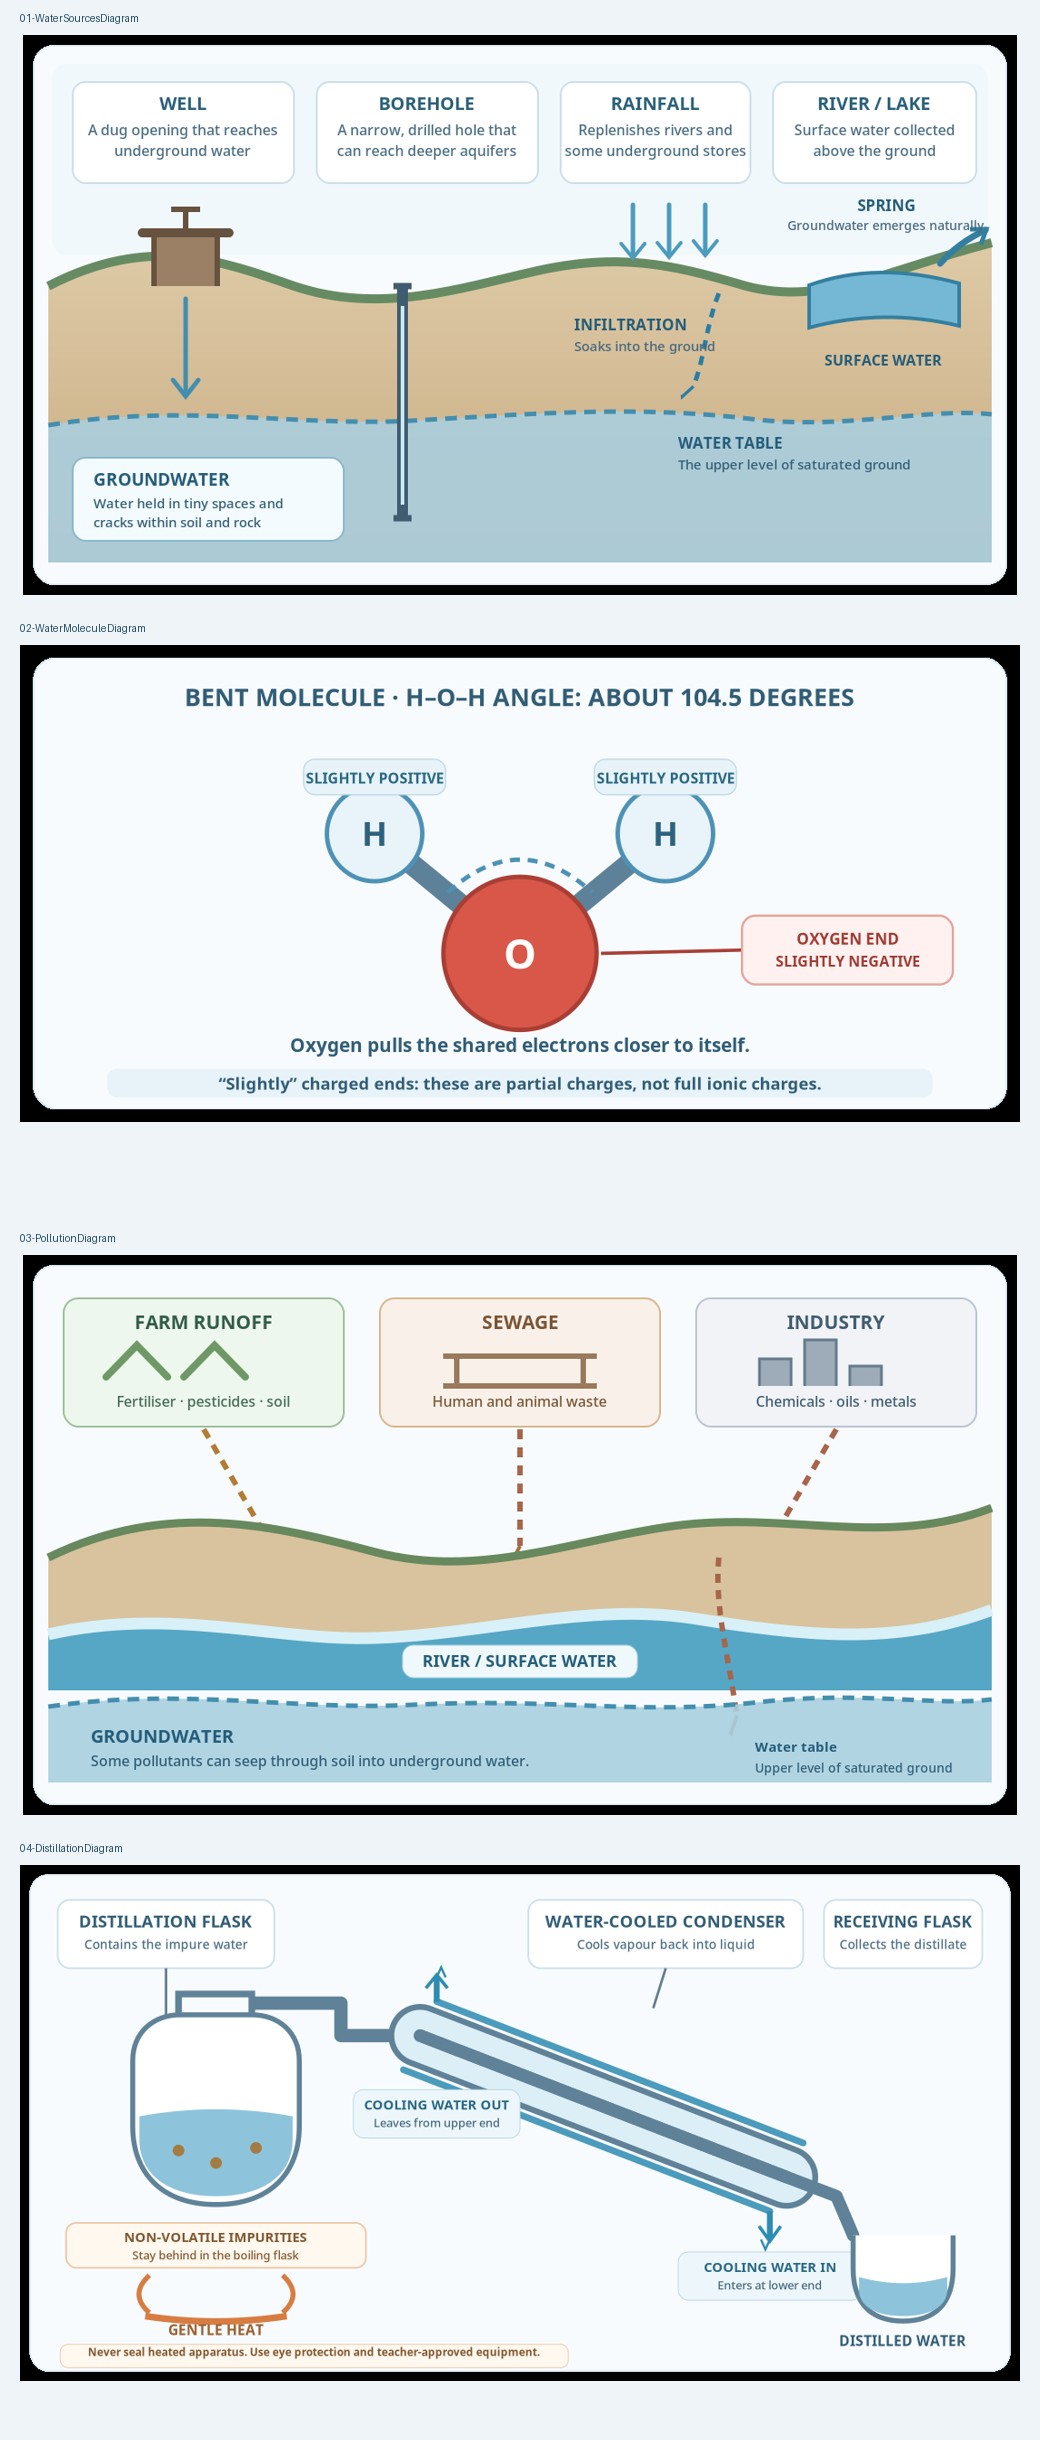 01-WaterSourcesDiagram
WELL
A dug opening that reaches
underground water
BOREHOLE
A narrow, drilled hole that
can reach deeper aquifers
RAINFALL
Replenishes rivers and
some underground stores
RIVER / LAKE
Surface water collected
above the ground
SPRING
Groundwater emerges naturally
INFILTRATION
Soaks into the ground
SURFACE WATER
WATER TABLE
The upper level of saturated ground
GROUNDWATER
Water held in tiny spaces and
cracks within soil and rock
02-WaterMoleculeDiagram
BENT MOLECULE · H–O–H ANGLE: ABOUT 104.5 DEGREES
SLIGHTLY POSITIVE
SLIGHTLY POSITIVE
H
H
O
OXYGEN END
SLIGHTLY NEGATIVE
Oxygen pulls the shared electrons closer to itself.
“Slightly” charged ends: these are partial charges, not full ionic charges.
03-PollutionDiagram
FARM RUNOFF
Fertiliser · pesticides · soil
SEWAGE
Human and animal waste
INDUSTRY
Chemicals · oils · metals
RIVER / SURFACE WATER
GROUNDWATER
Some pollutants can seep through soil into underground water.
Water table
Upper level of saturated ground
04-DistillationDiagram
DISTILLATION FLASK
Contains the impure water
WATER-COOLED CONDENSER
Cools vapour back into liquid
RECEIVING FLASK
Collects the distillate
COOLING WATER OUT
Leaves from upper end
NON-VOLATILE IMPURITIES
Stay behind in the boiling flask
COOLING WATER IN
Enters at lower end
GENTLE HEAT
DISTILLED WATER
Never seal heated apparatus. Use eye protection and teacher-approved equipment.